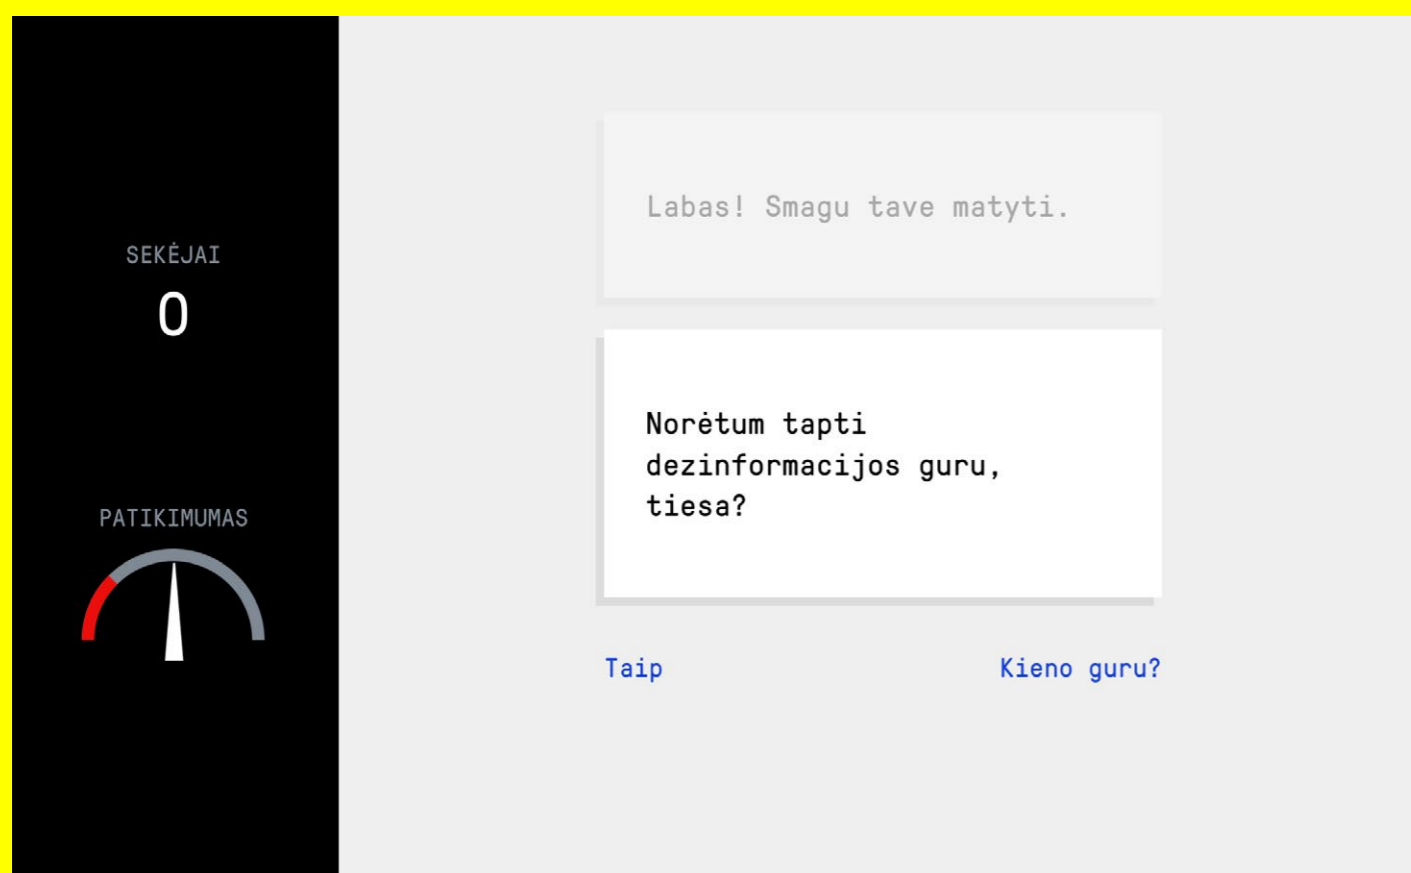 SEKĖJAI
0
PATIKIMUMAS
Labas! Smagu tave matyti.
Norėtum tapti
dezinformacijos guru,
tiesa?
Taip
Kieno guru?